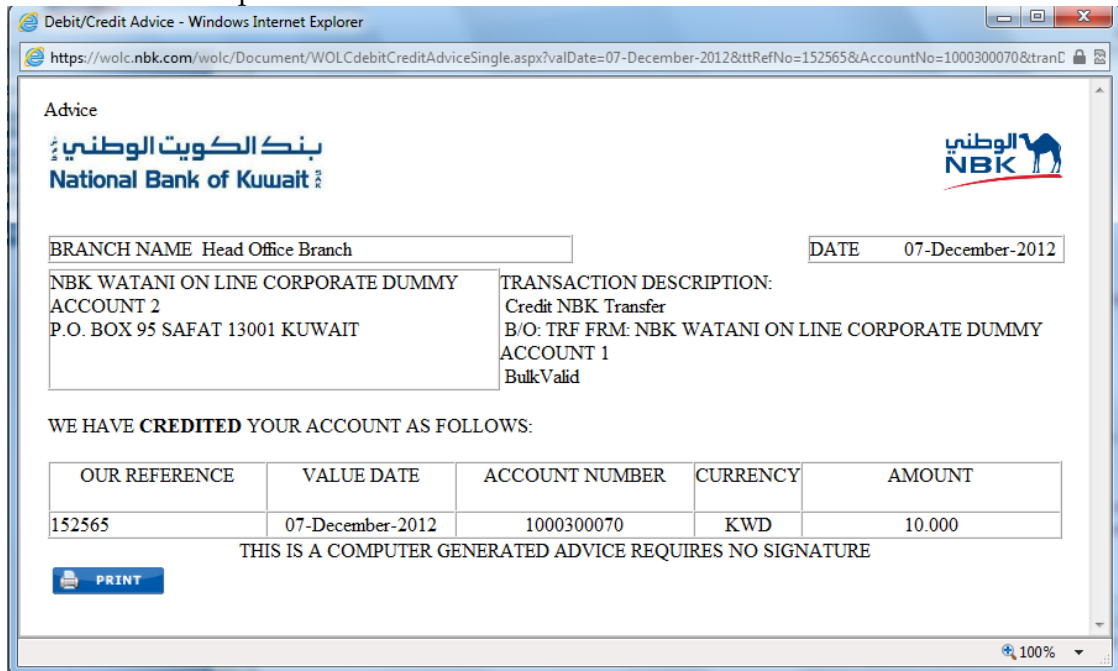 Debit/Credit Advice - Windows Internet Explorer
https://wolc.nbk.com/wolc/Document/WOLCdebitCreditAdviceSingle.aspx?valDate=07-December-2012&ttRefNo=152565&AccountNo=1000300070&tranD
Advice
بنك الكويت الوطني
National Bank of Kuwait
الوطني
NBK
BRANCH NAME Head Office Branch
DATE 07-December-2012
NBK WATANI ON LINE CORPORATE DUMMY
ACCOUNT 2
P.O. BOX 95 SAFAT 13001 KUWAIT
TRANSACTION DESCRIPTION:
Credit NBK Transfer
B/O: TRF FRM: NBK WATANI ON LINE CORPORATE DUMMY
ACCOUNT 1
BulkValid
WE HAVE CREDITED YOUR ACCOUNT AS FOLLOWS:
OUR REFERENCE VALUE DATE ACCOUNT NUMBER CURRENCY AMOUNT
152565 07-December-2012 1000300070 KWD 10.000
THIS IS A COMPUTER GENERATED ADVICE REQUIRES NO SIGNATURE
PRINT
100%